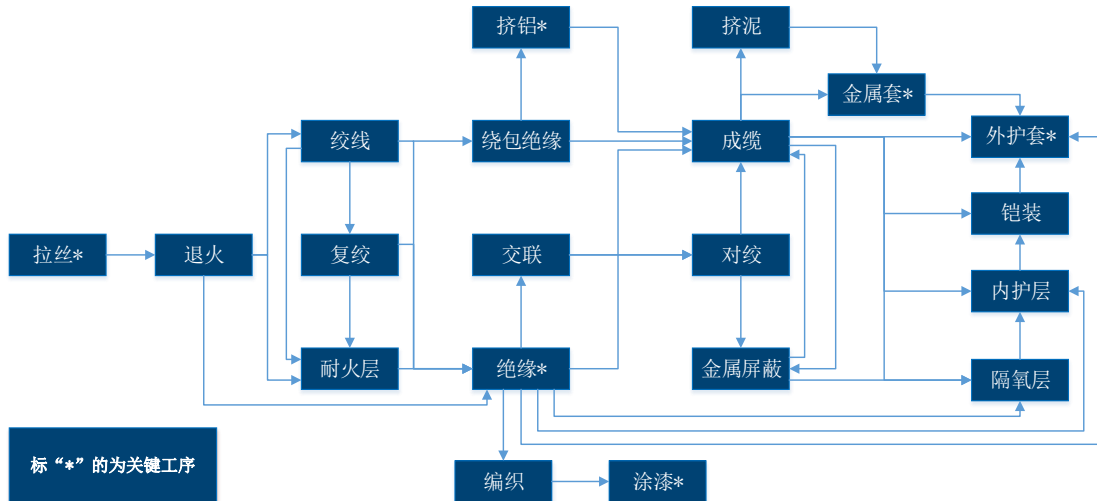 挤铝*
挤泥
金属套*
绞线
绕包绝缘
成缆
外护套*
铠装
拉丝*
退火
复绞
交联
对绞
内护层
耐火层
绝缘*
金属屏蔽
隔氧层
标“*”的为关键工序
编织
涂漆*